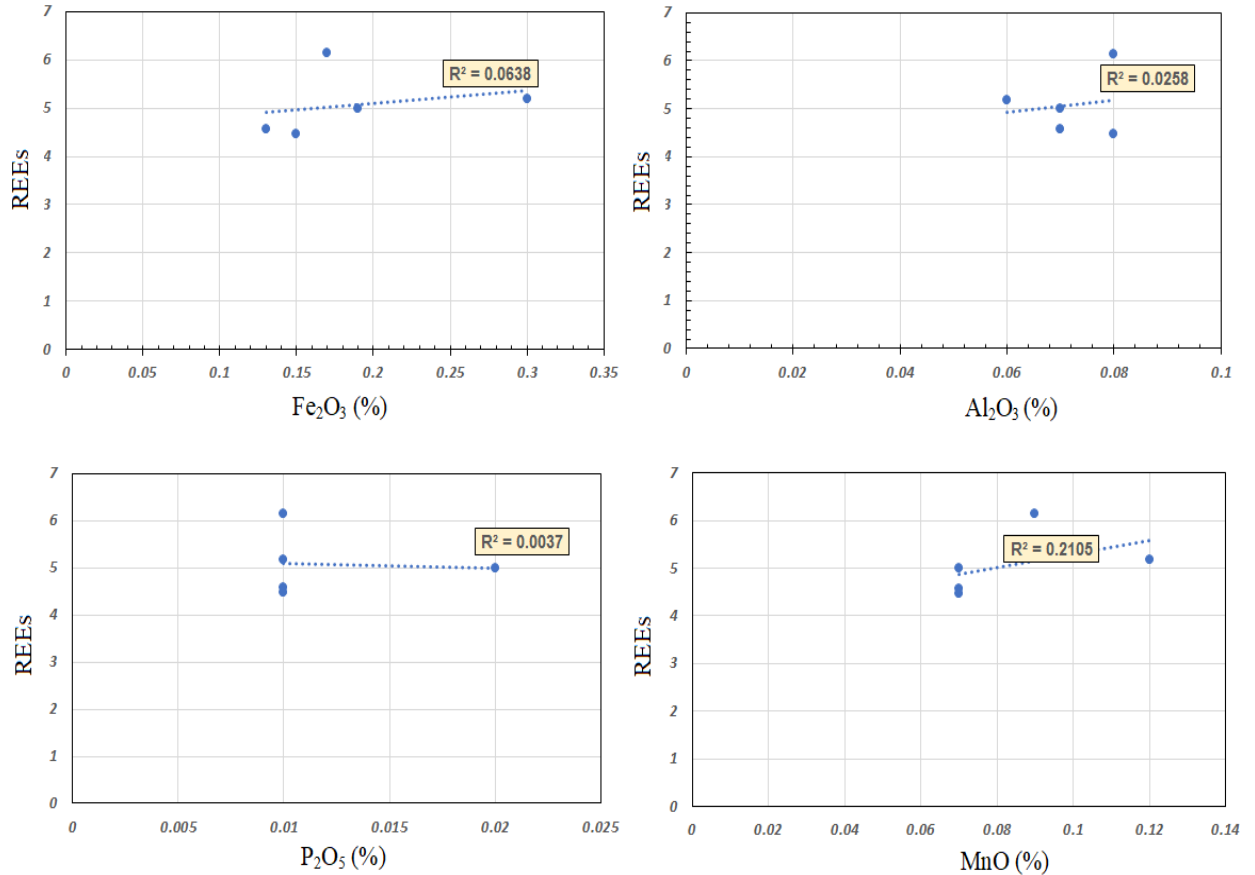 7
6
5
4
3
2
1
0
REEs
R² = 0.0638
0 0.05 0.1 0.15 0.2 0.25 0.3 0.35
Fe₂O₃ (%)
7
6
5
4
3
2
1
0
REEs
R² = 0.0258
0 0.02 0.04 0.06 0.08 0.1
Al₂O₃ (%)
7
6
5
4
3
2
1
0
REEs
R² = 0.0037
0 0.005 0.01 0.015 0.02 0.025
P₂O₅ (%)
7
6
5
4
3
2
1
0
REEs
R² = 0.2105
0 0.02 0.04 0.06 0.08 0.1 0.12 0.14
MnO (%)